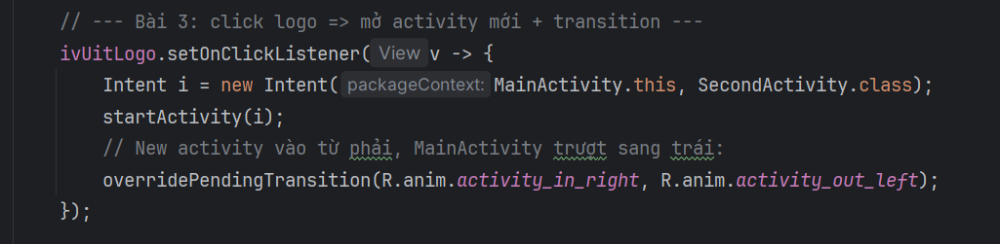 // --- Bài 3: click logo => mở activity mới + transition ---
ivUitLogo.setOnClickListener( View v -> {
Intent i = new Intent( packageContext: MainActivity.this, SecondActivity.class);
startActivity(i);
// New activity vào từ phải, MainActivity trượt sang trái:
overridePendingTransition(R.anim.activity_in_right, R.anim.activity_out_left);
});